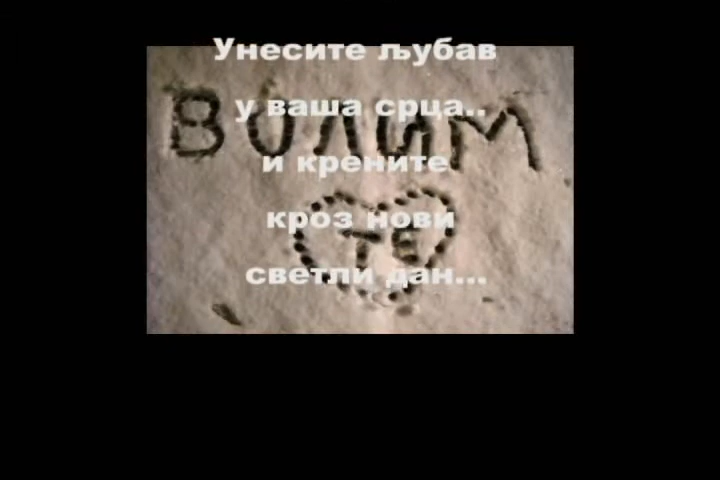 Унесите љубав
у ваша срца..
и крените
кроз нови
светли дан...
ВОЛИМ
ТЕ